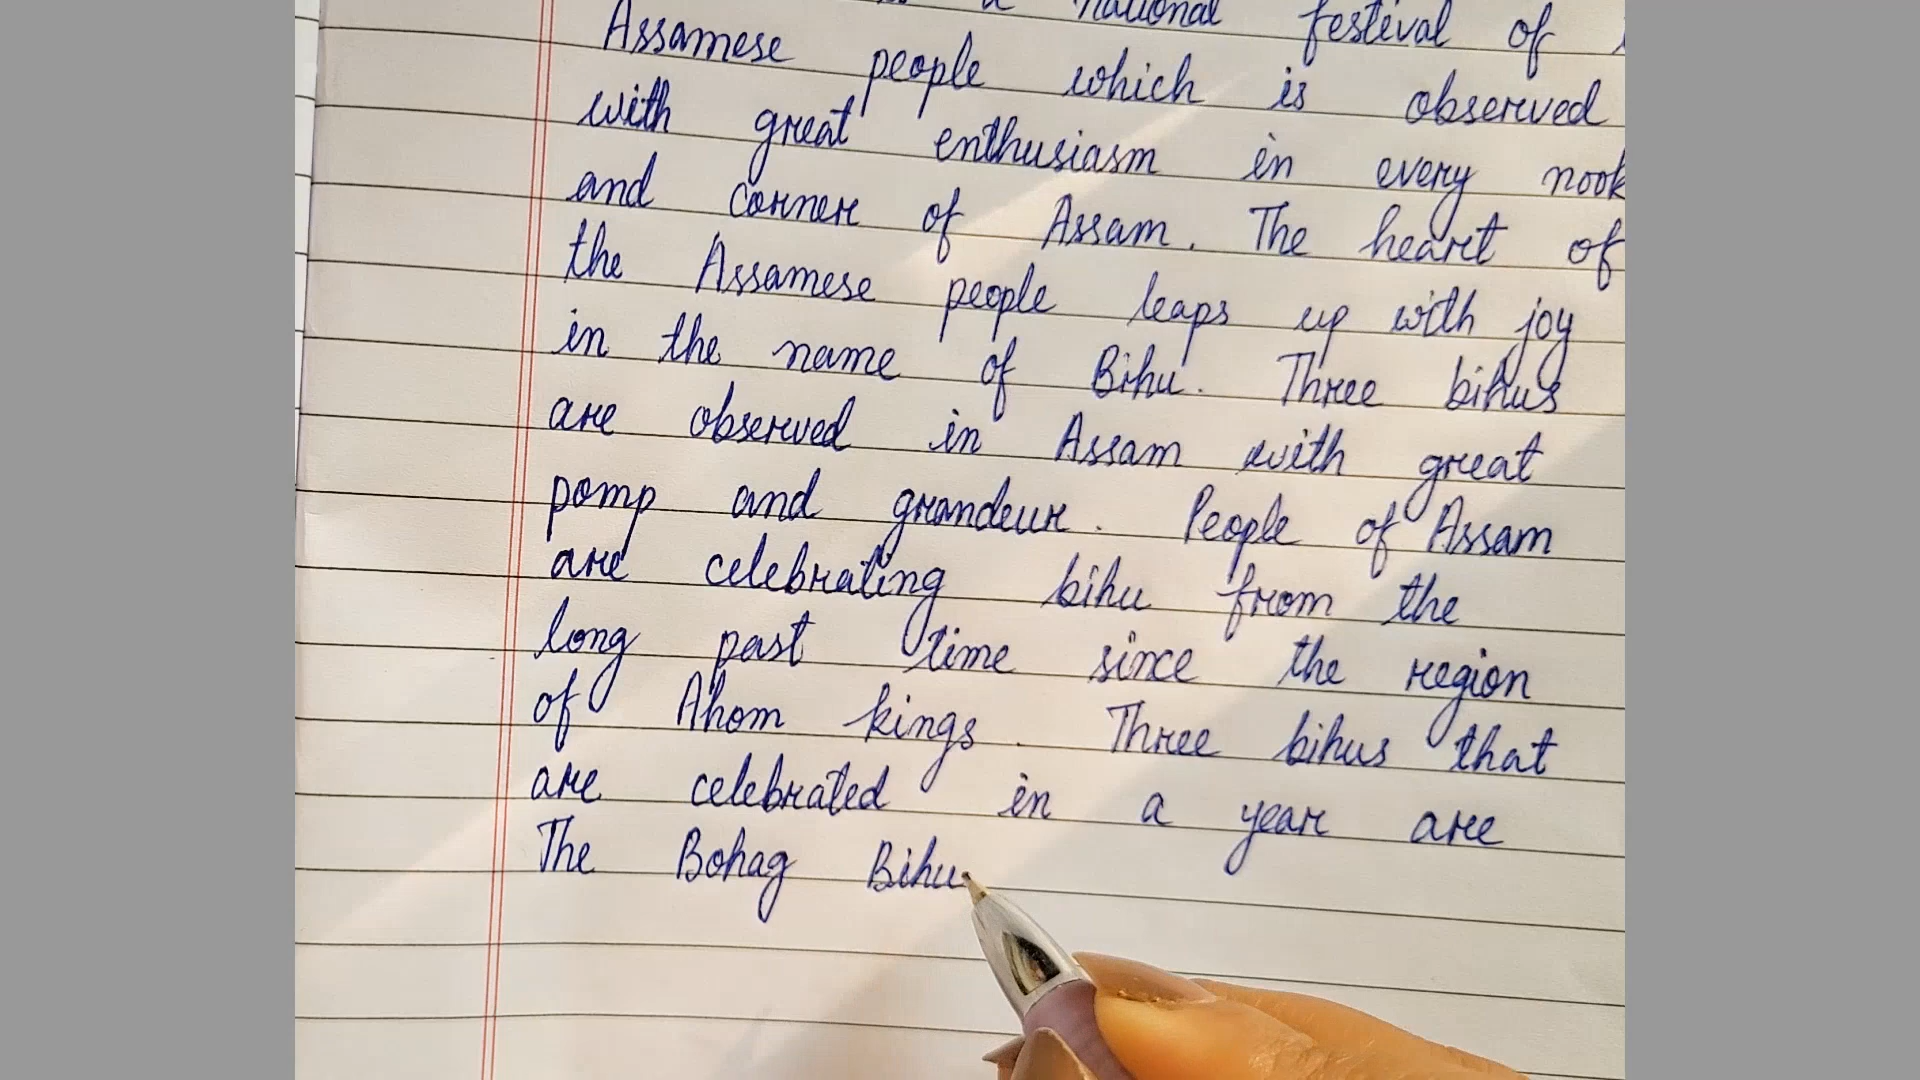 a national festival of
Assamese people which is observed
with great enthusiasm in every nook
and corner of Assam. The heart of
the Assamese people leaps up with joy
in the name of Bihu. Three bihus
are observed in Assam with great
pomp and grandeur. People of Assam
are celebrating bihu from the
long past time since the region
of Ahom kings. Three bihus that
are celebrated in a year are
The Bohag Bihu